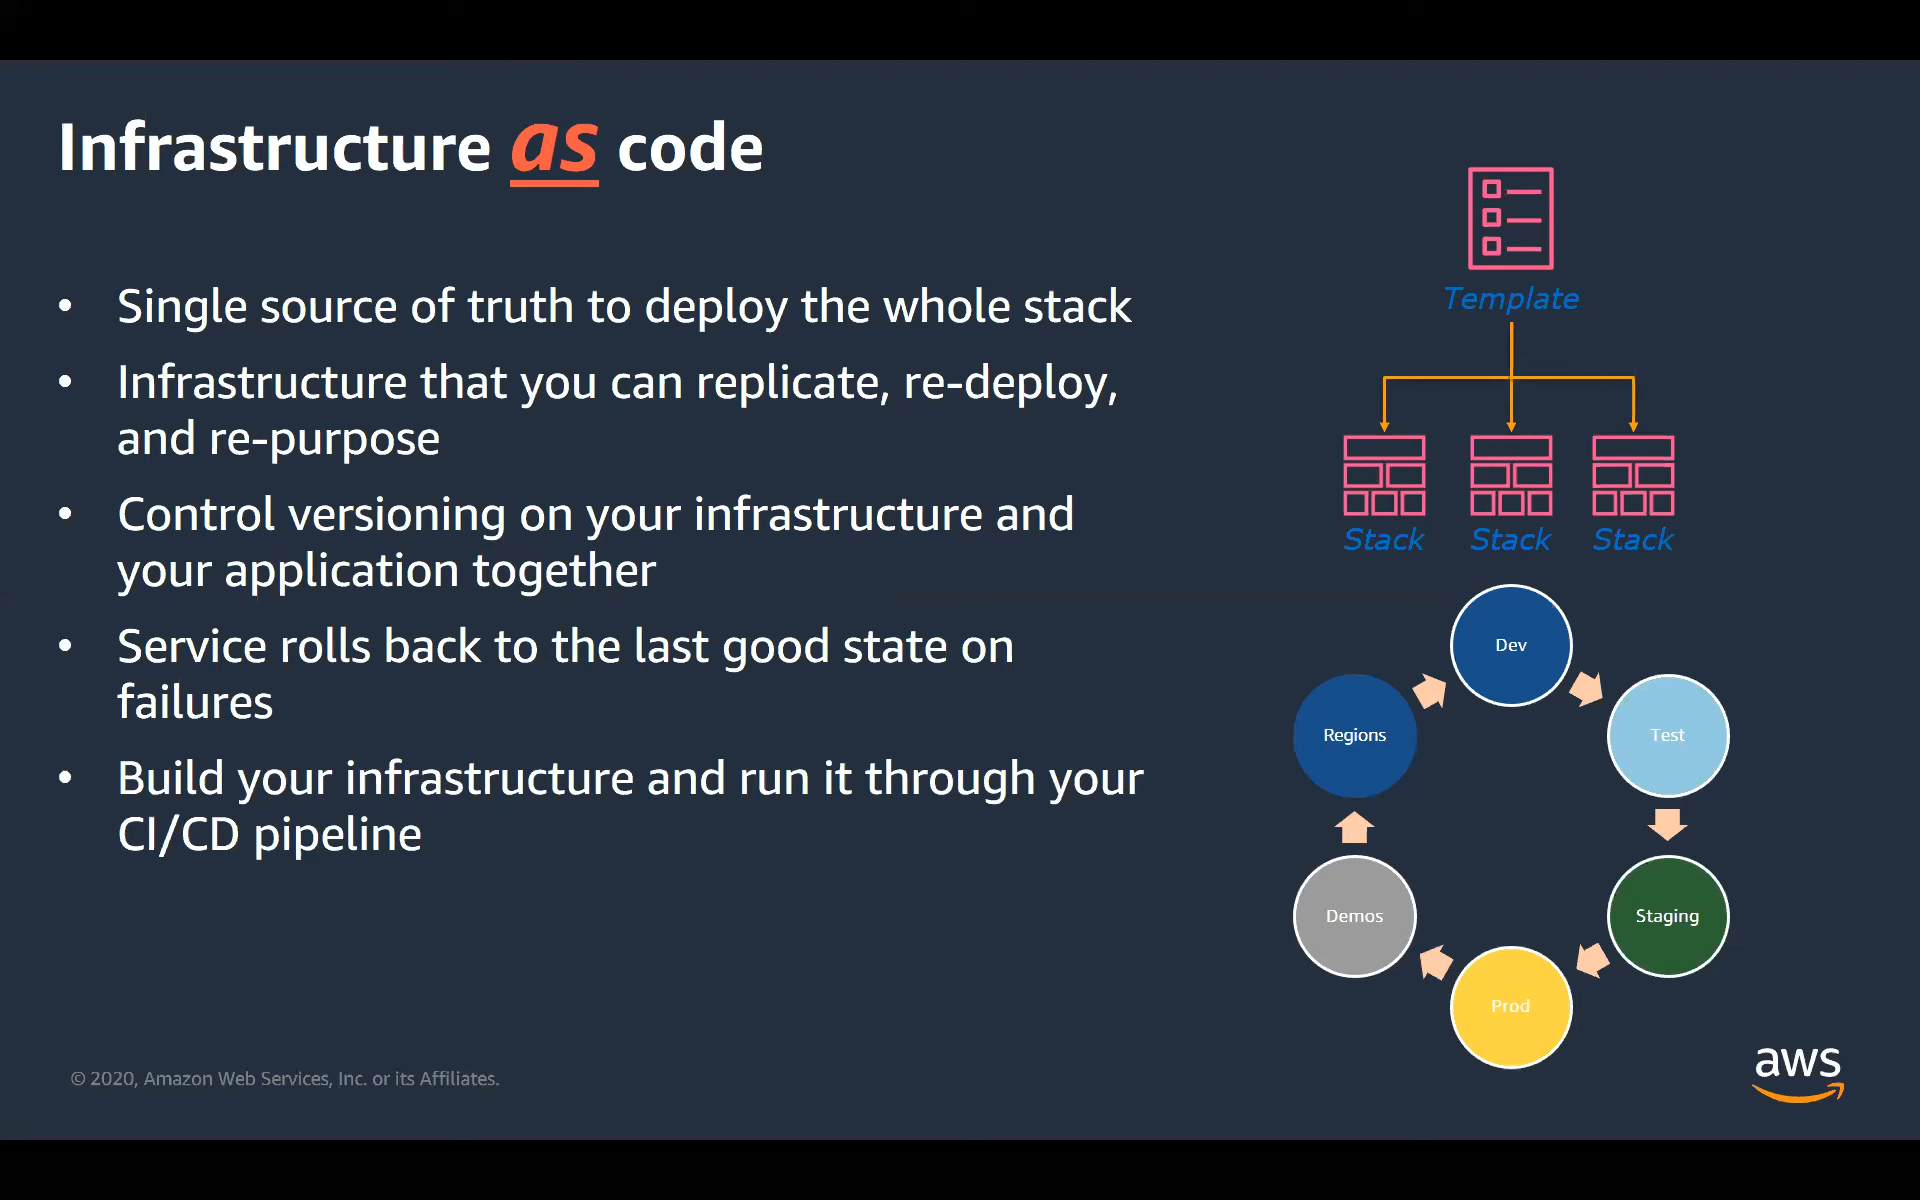 Infrastructure as code
• Single source of truth to deploy the whole stack
• Infrastructure that you can replicate, re-deploy,
and re-purpose
• Control versioning on your infrastructure and
your application together
• Service rolls back to the last good state on
failures
• Build your infrastructure and run it through your
CI/CD pipeline
Template
Stack Stack Stack
Dev
Test
Staging
Prod
Demos
Regions
© 2020, Amazon Web Services, Inc. or its Affiliates.
aws